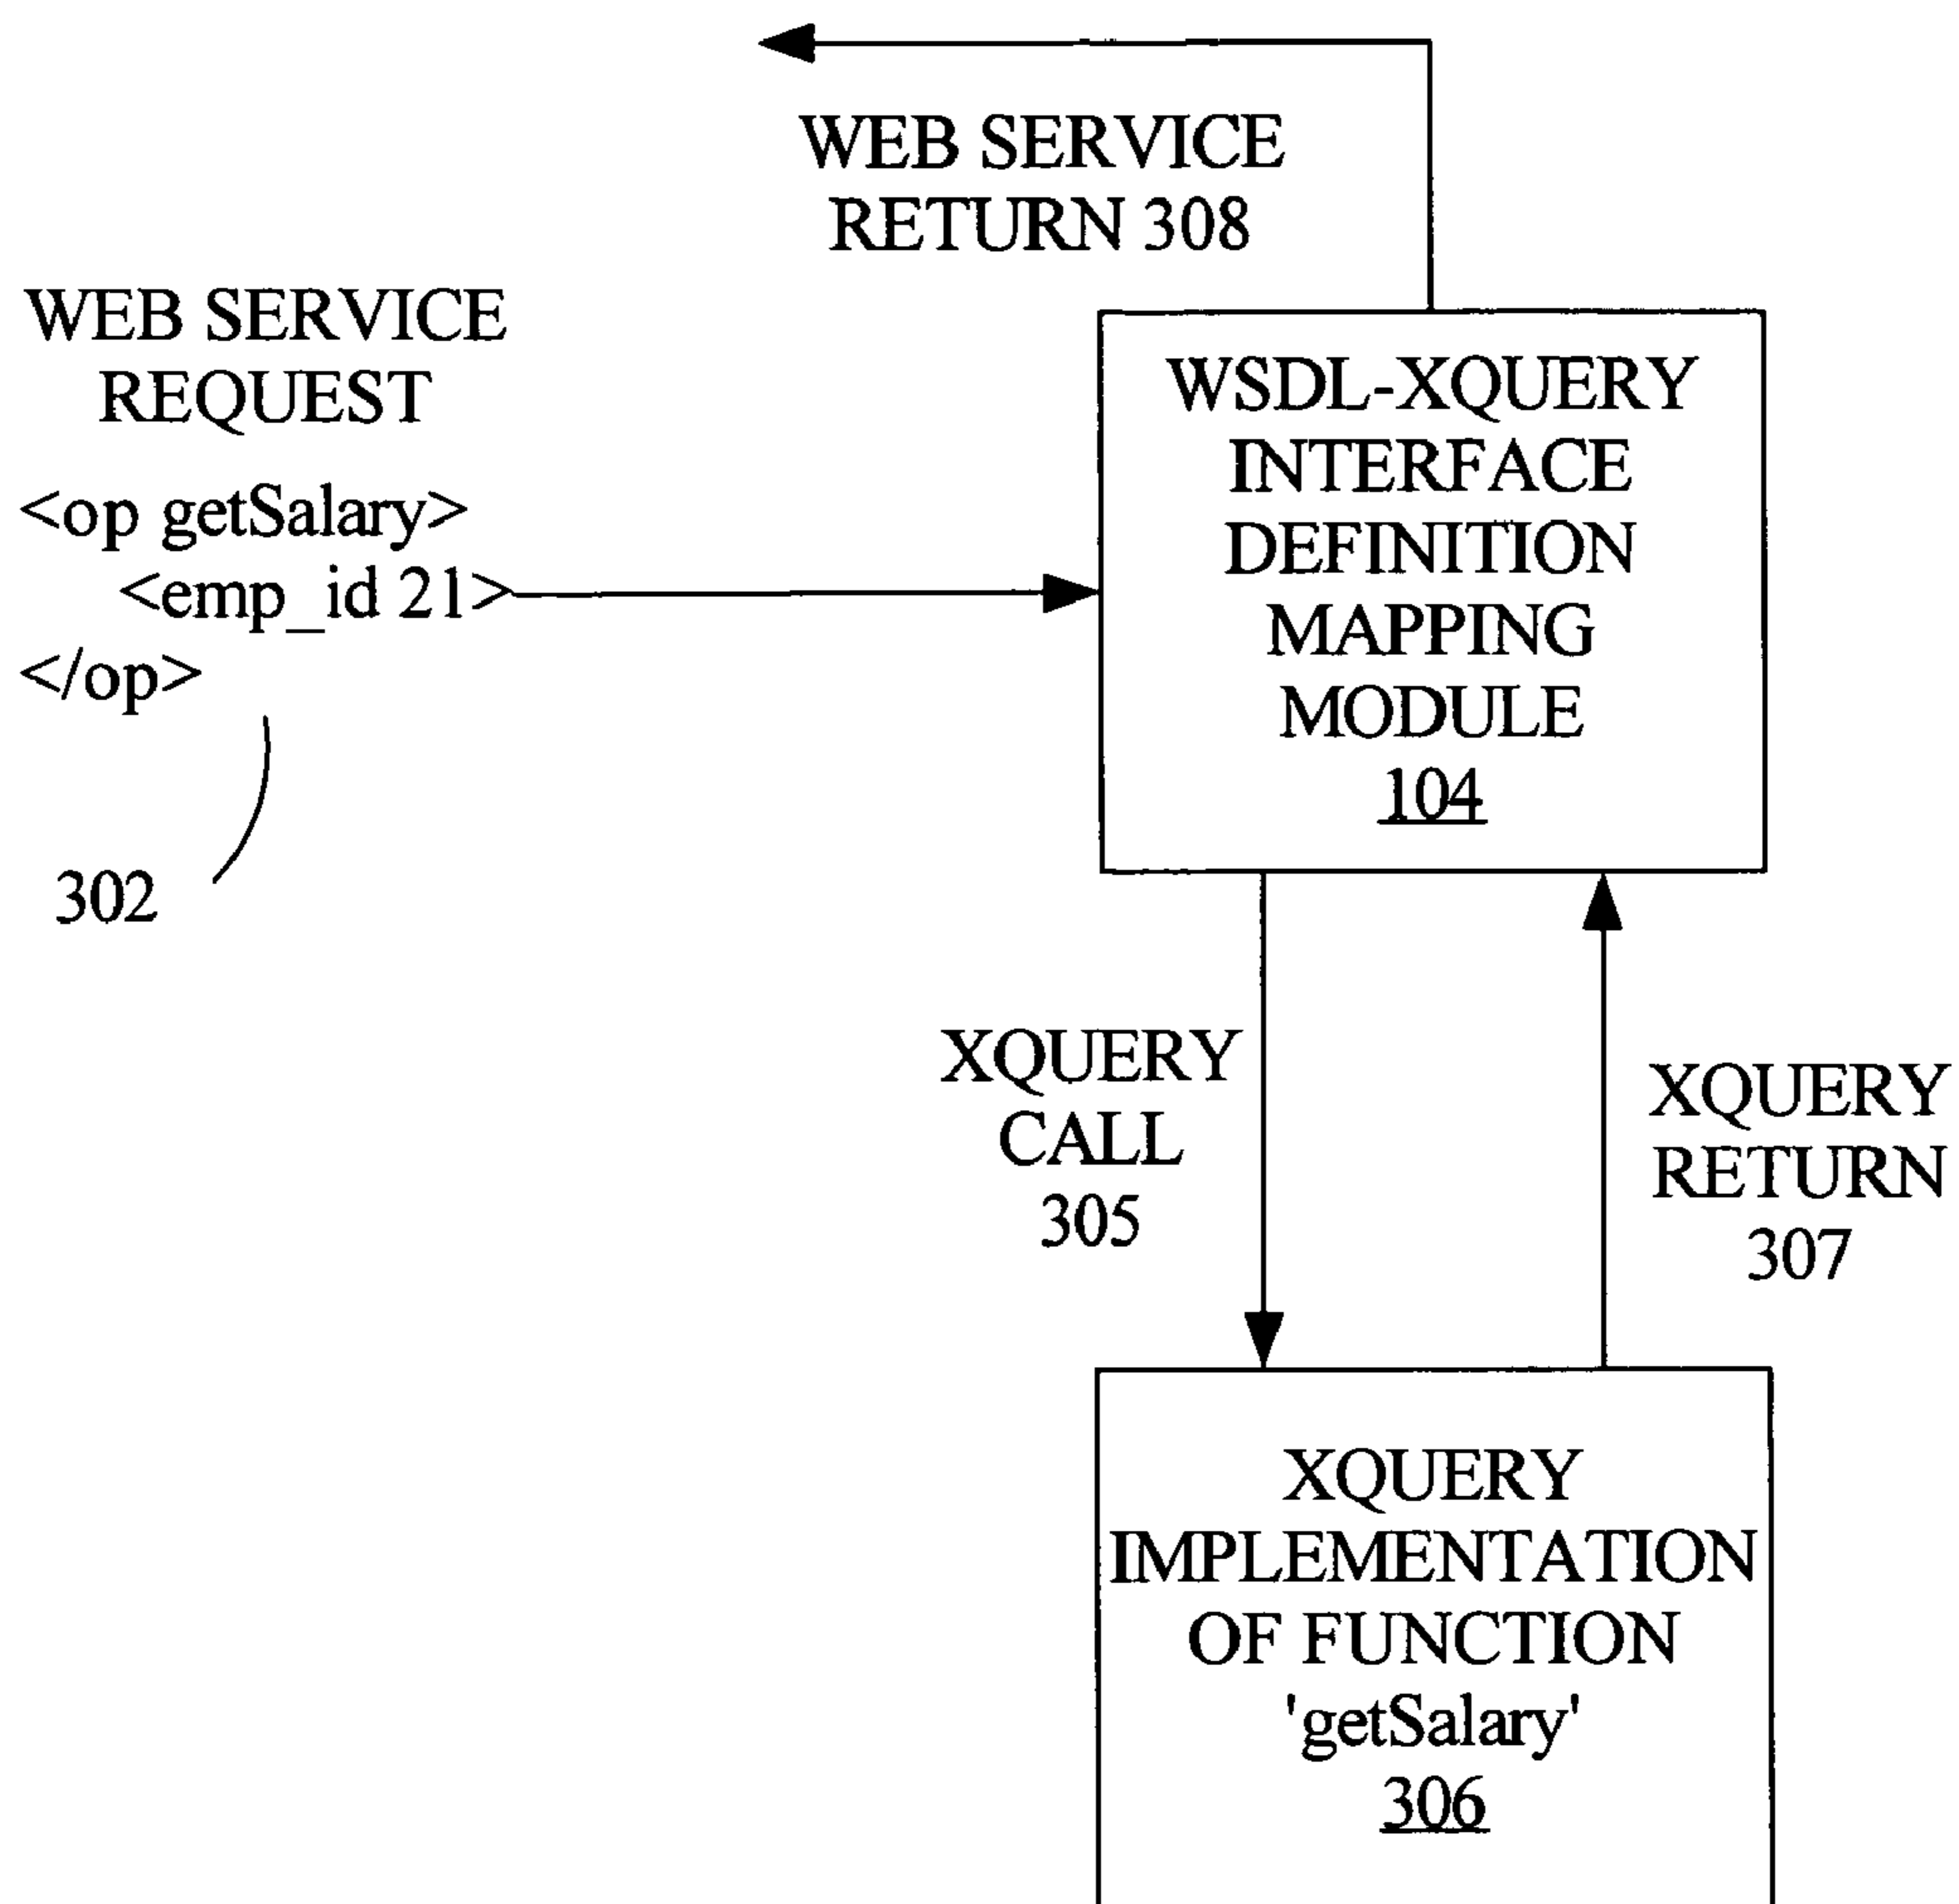 WEB SERVICE
RETURN 308
WEB SERVICE
REQUEST
<op getSalary>
<emp_id 21>
</op>
302
WSDL-XQUERY
INTERFACE
DEFINITION
MAPPING
MODULE
104
XQUERY
CALL
305
XQUERY
RETURN
307
XQUERY
IMPLEMENTATION
OF FUNCTION
'getSalary'
306